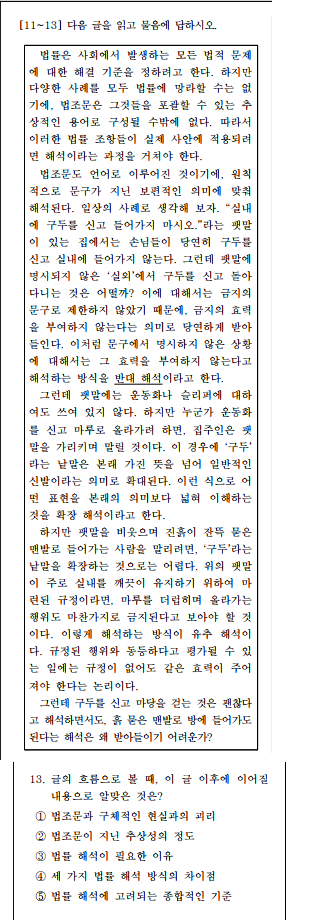 [11~13] 다음 글을 읽고 물음에 답하시오.
법률은 사회에서 발생하는 모든 법적 문제
에 대한 해결 기준을 정하려고 한다. 하지만
다양한 사례를 모두 법률에 망라할 수는 없
기에, 법조문은 그것들을 포괄할 수 있는 추
상적인 용어로 구성될 수밖에 없다. 따라서
이러한 법률 조항들이 실제 사안에 적용되려
면 해석이라는 과정을 거쳐야 한다.
법조문도 언어로 이루어진 것이기에, 원칙
적으로 문구가 지닌 보편적인 의미에 맞춰
해석된다. 일상의 사례로 생각해 보자. “실내
에 구두를 신고 들어가지 마시오.”라는 팻말
이 있는 집에서는 손님들이 당연히 구두를
신고 실내에 들어가지 않는다. 그런데 팻말에
명시되지 않은 ‘실외’에서 구두를 신고 돌아
다니는 것은 어떨까? 이에 대해서는 금지의
문구로 제한하지 않았기 때문에, 금지의 효력
을 부여하지 않는다는 의미로 당연하게 받아
들인다. 이처럼 문구에서 명시하지 않은 상황
에 대해서는 그 효력을 부여하지 않는다고
해석하는 방식을 반대 해석이라고 한다.
그런데 팻말에는 운동화나 슬리퍼에 대하
여도 쓰여 있지 않다. 하지만 누군가 운동화
를 신고 마루로 올라가려 하면, 집주인은 팻
말을 가리키며 말릴 것이다. 이 경우에 ‘구두’
라는 낱말은 본래 가진 뜻을 넘어 일반적인
신발이라는 의미로 확대된다. 이런 식으로 어
떤 표현을 본래의 의미보다 넓혀 이해하는
것을 확장 해석이라고 한다.
하지만 팻말을 비웃으며 진흙이 잔뜩 묻은
맨발로 들어가는 사람을 말리려면, ‘구두’라는
낱말을 확장하는 것으로는 어렵다. 위의 팻말
이 주로 실내를 깨끗이 유지하기 위하여 마
련된 규정이라면, 마루를 더럽히며 올라가는
행위도 마찬가지로 금지된다고 보아야 할 것
이다. 이렇게 해석하는 방식이 유추 해석이
다. 규정된 행위와 동등하다고 평가될 수 있
는 일에는 규정이 없어도 같은 효력이 주어
져야 한다는 논리이다.
그런데 구두를 신고 마당을 걷는 것은 괜찮다
고 해석하면서도, 흙 묻은 맨발로 방에 들어가도
된다는 해석은 왜 받아들이기 어려운가?
13. 글의 흐름으로 볼 때, 이 글 이후에 이어질
내용으로 알맞은 것은?
① 법조문과 구체적인 현실과의 괴리
② 법조문이 지닌 추상성의 정도
③ 법률 해석이 필요한 이유
④ 세 가지 법률 해석 방식의 차이점
⑤ 법률 해석에 고려되는 종합적인 기준